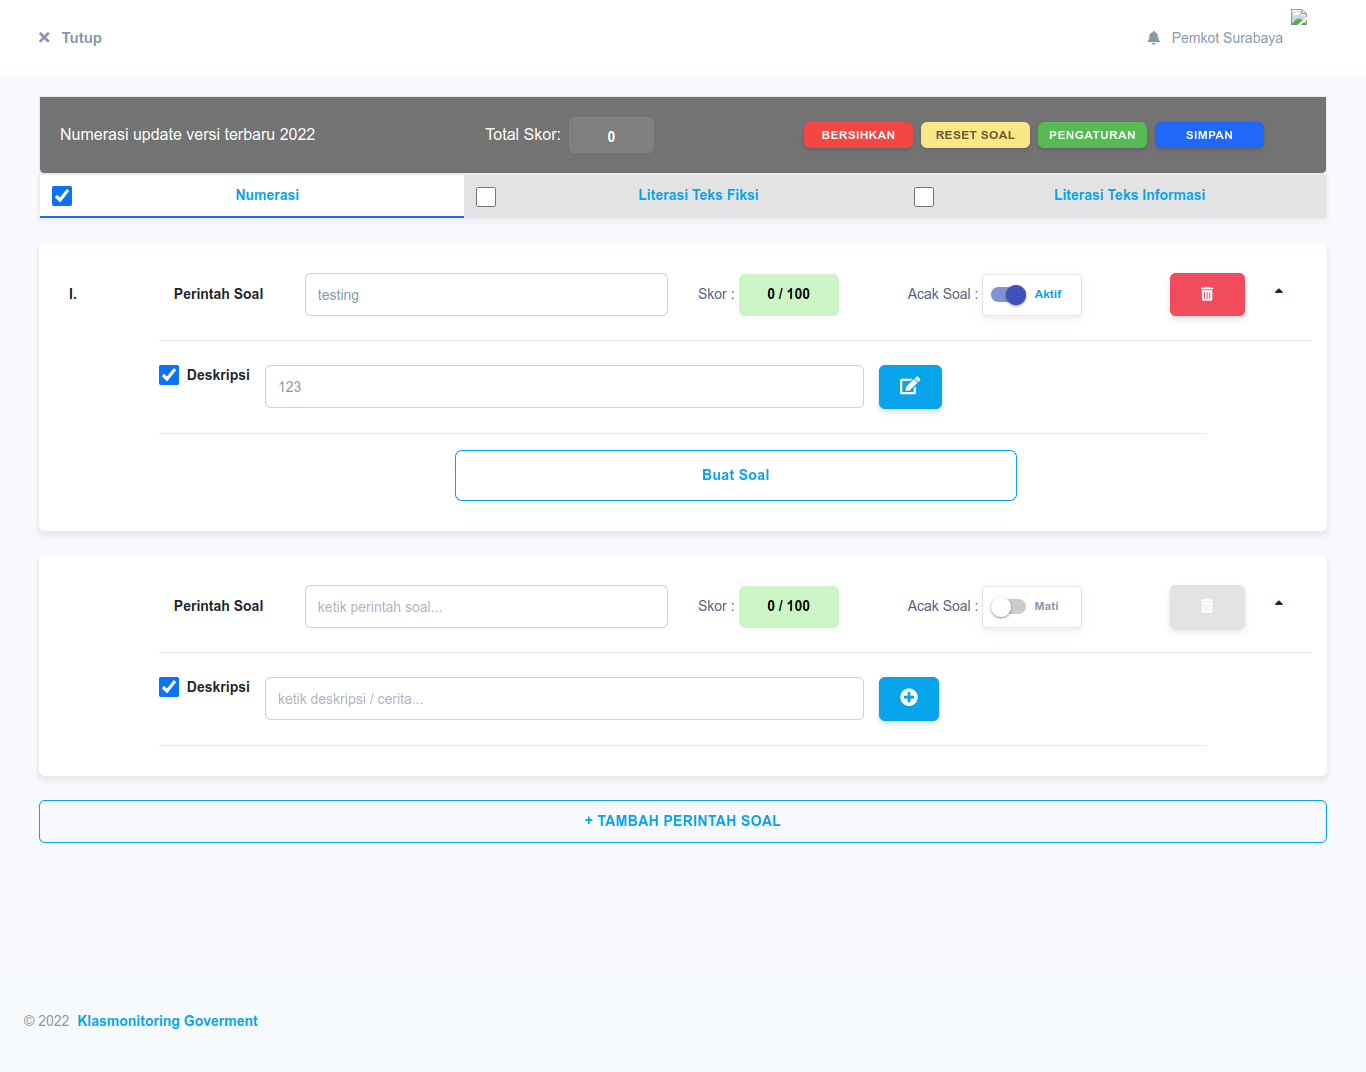 Tutup
Pemkot Surabaya
Numerasi update versi terbaru 2022
Total Skor: 0
BERSIHKAN RESET SOAL PENGATURAN SIMPAN
Numerasi Literasi Teks Fiksi Literasi Teks Informasi
I. Perintah Soal testing Skor : 0 / 100 Acak Soal : Aktif
Deskripsi 123
Buat Soal
Perintah Soal ketik perintah soal... Skor : 0 / 100 Acak Soal : Mati
Deskripsi ketik deskripsi / cerita...
+ TAMBAH PERINTAH SOAL
© 2022 Klasmonitoring Goverment